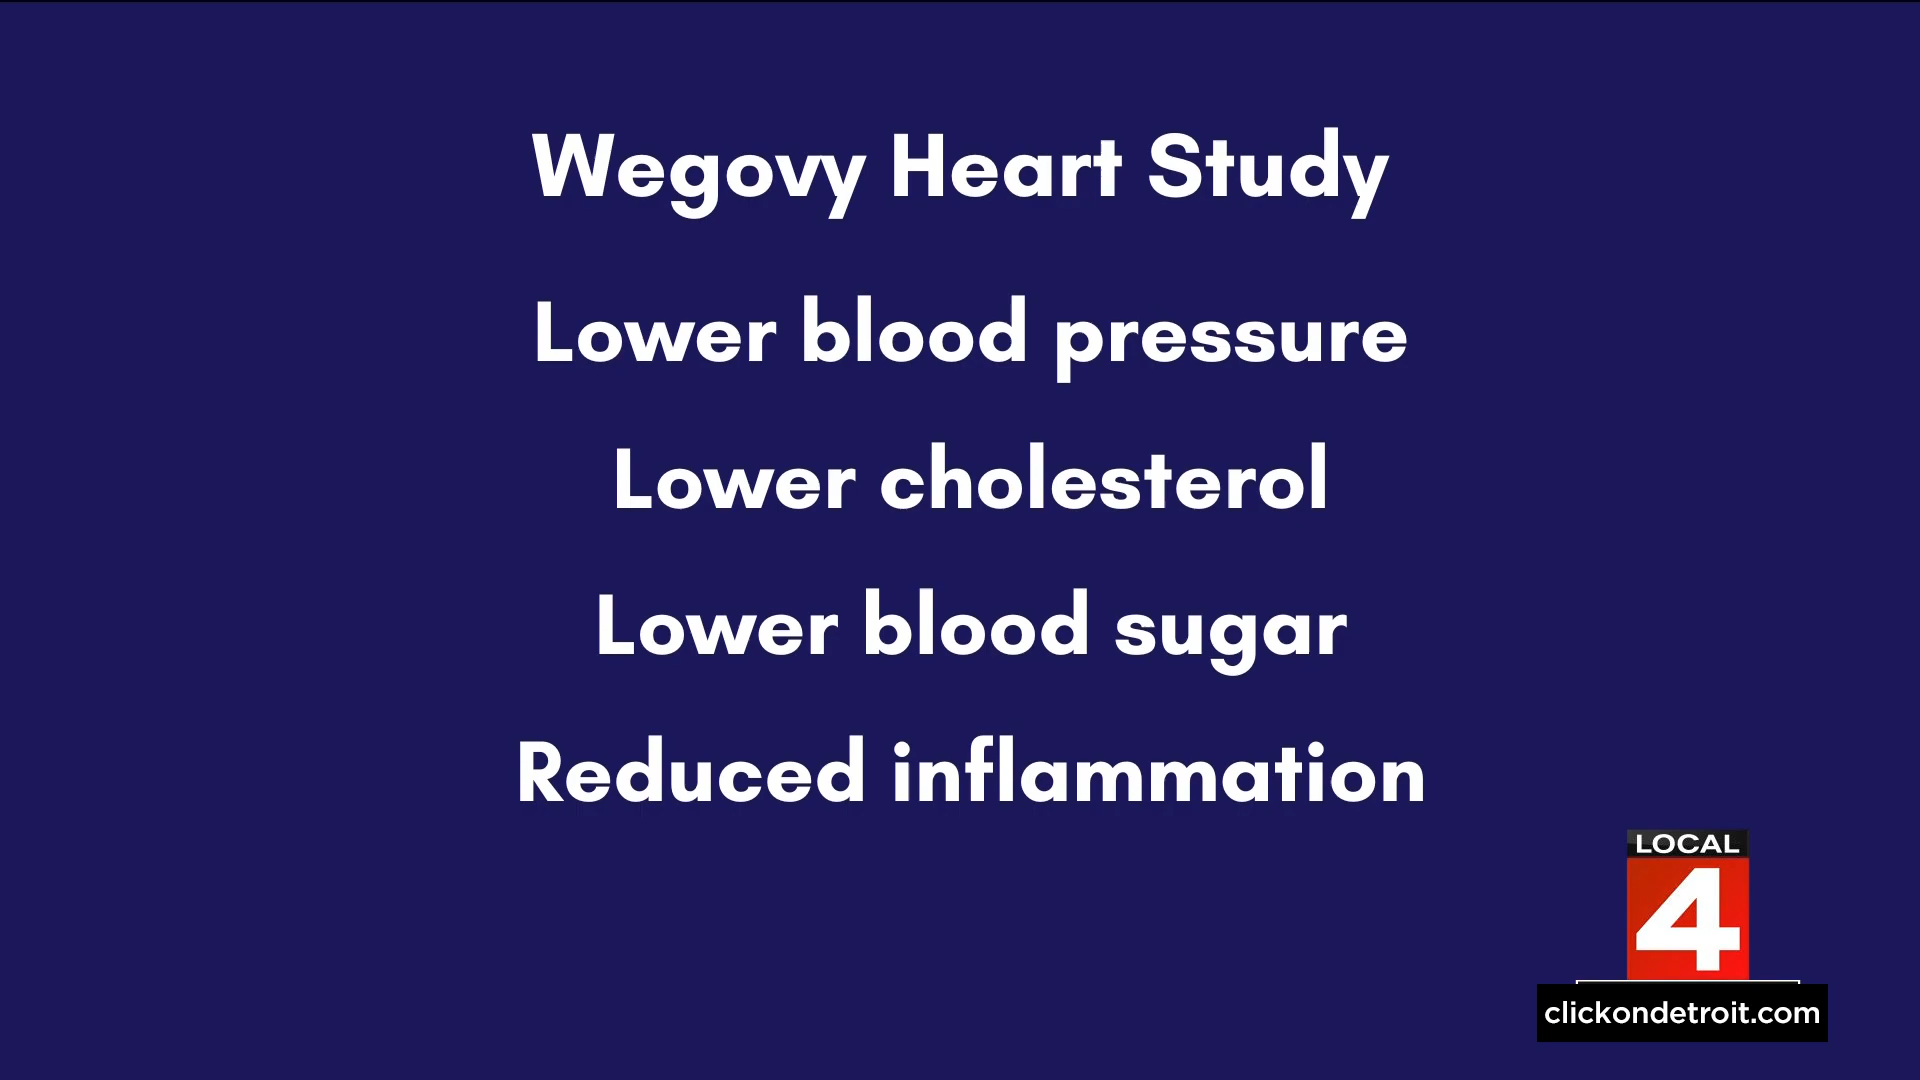 Wegovy Heart Study
Lower blood pressure
Lower cholesterol
Lower blood sugar
Reduced inflammation
LOCAL
4
clickondetroit.com